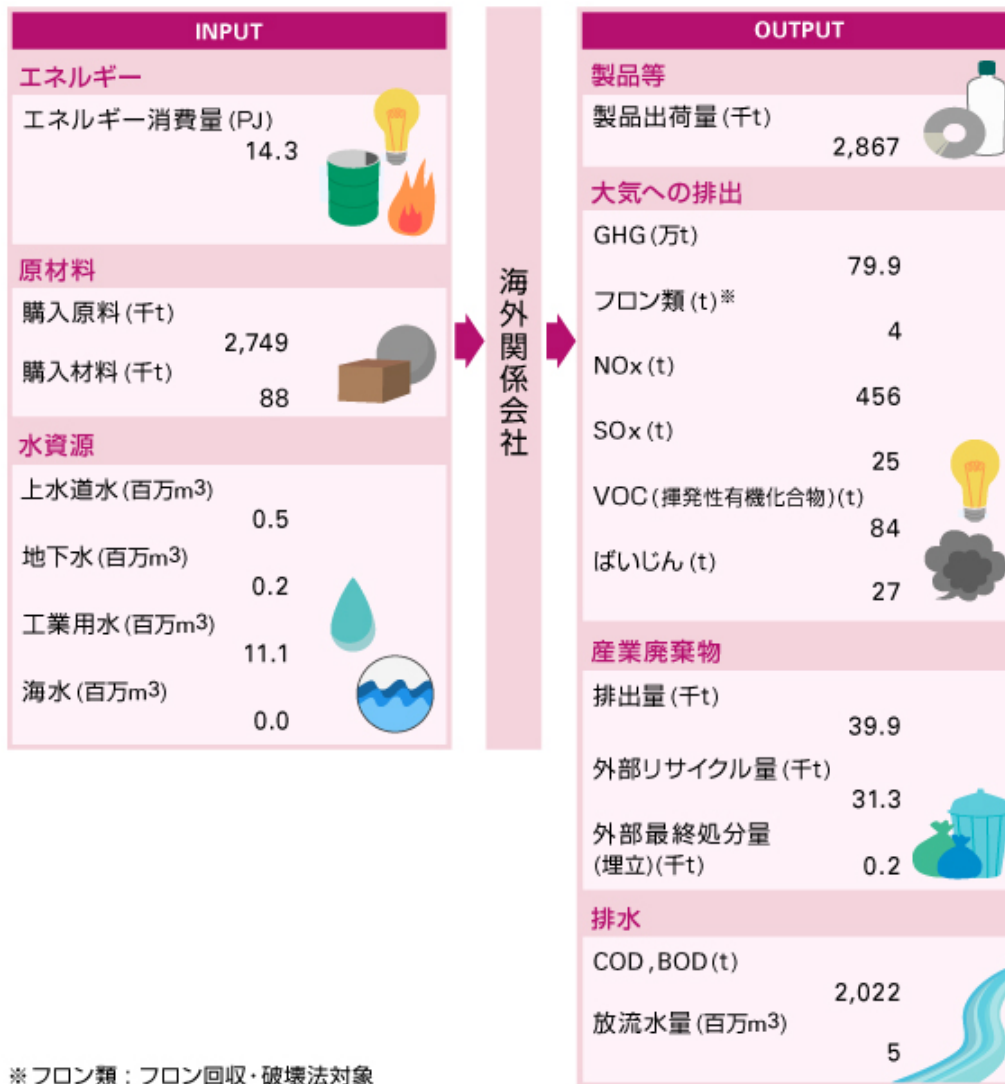 INPUT
エネルギー
エネルギー消費量(PJ)
14.3
原材料
購入原料(千t)
2,749
購入材料(千t)
88
水資源
上水道水(百万m3)
0.5
地下水(百万m3)
0.2
工業用水(百万m3)
11.1
海水(百万m3)
0.0
海外関係会社
OUTPUT
製品等
製品出荷量(千t)
2,867
大気への排出
GHG(万t)
79.9
フロン類(t)※
4
NOx(t)
456
SOx(t)
25
VOC(揮発性有機化合物)(t)
84
ばいじん(t)
27
産業廃棄物
排出量(千t)
39.9
外部リサイクル量(千t)
31.3
外部最終処分量
(埋立)(千t) 0.2
排水
COD,BOD(t)
2,022
放流水量(百万m3)
5
※フロン類:フロン回収・破壊法対象